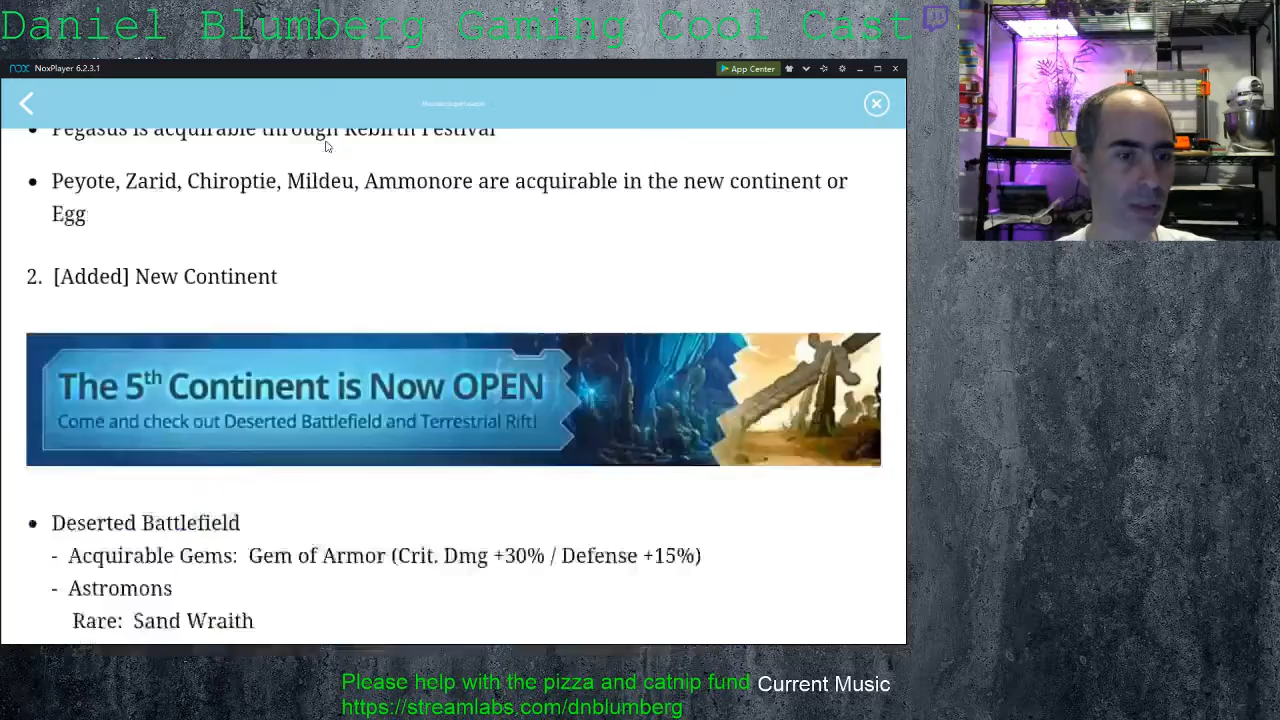 Daniel Blumberg Gaming Cool Cast
nox NoxPlayer 6.2.3.1
App Center
Pegasus is acquirable through Rebirth Festival
Peyote, Zarid, Chiroptie, Mildeu, Ammonore are acquirable in the new continent or
Egg
2. [Added] New Continent
The 5th Continent is Now OPEN
Come and check out Deserted Battlefield and Terrestrial Rift!
Deserted Battlefield
- Acquirable Gems: Gem of Armor (Crit. Dmg +30% / Defense +15%)
- Astromons
Rare: Sand Wraith
Please help with the pizza and catnip fund
https://streamlabs.com/dnblumberg
Current Music